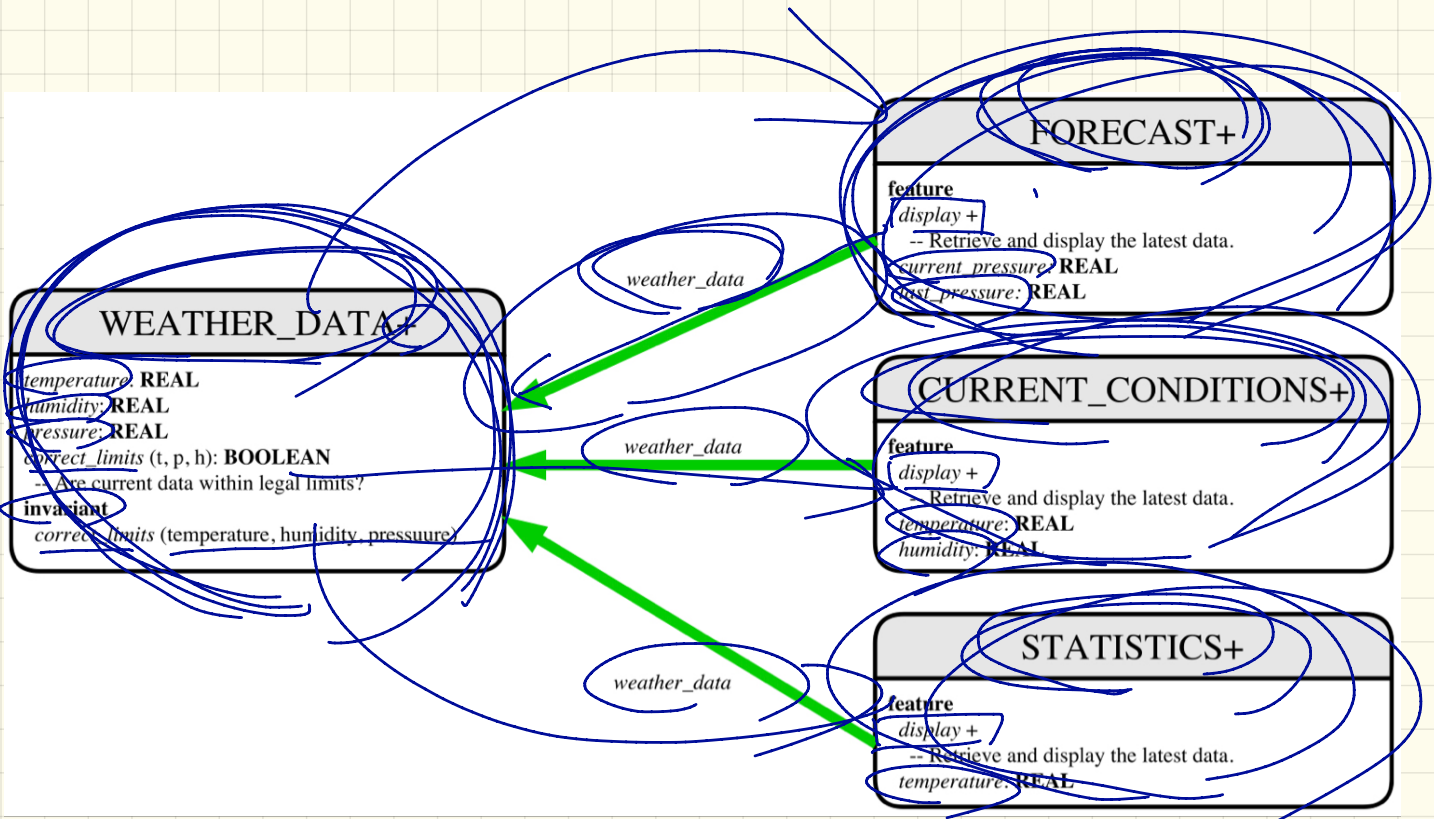 WEATHER_DATA+
temperature: REAL
humidity: REAL
pressure: REAL
correct_limits (t, p, h): BOOLEAN
-- Are current data within legal limits?
invariant
correct_limits (temperature, humidity, pressuure)
weather_data
weather_data
weather_data
FORECAST+
feature
display +
-- Retrieve and display the latest data.
current_pressure: REAL
last_pressure: REAL
CURRENT_CONDITIONS+
feature
display +
-- Retrieve and display the latest data.
temperature: REAL
humidity: REAL
STATISTICS+
feature
display +
-- Retrieve and display the latest data.
temperature: REAL